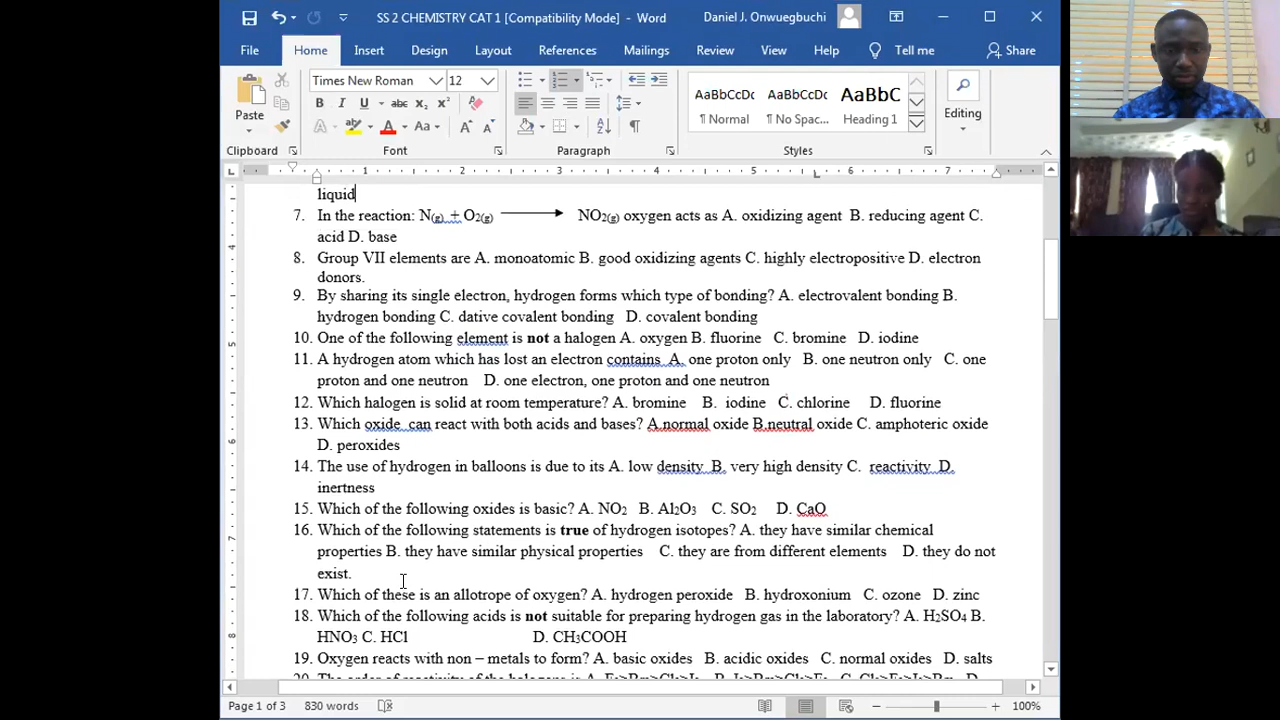 SS 2 CHEMISTRY CAT 1 [Compatibility Mode] - Word
Daniel J. Onwuegbuchi
File Home Insert Design Layout References Mailings Review View Help Tell me Share
Times New Roman 12
Paste
Clipboard Font Paragraph Styles
AaBbCcDc AaBbCcDc AaBbC
¶ Normal ¶ No Spac... Heading 1
Editing
liquid
7. In the reaction: N(g) + O2(g) NO2(g) oxygen acts as A. oxidizing agent B. reducing agent C.
acid D. base
8. Group VII elements are A. monoatomic B. good oxidizing agents C. highly electropositive D. electron
donors.
9. By sharing its single electron, hydrogen forms which type of bonding? A. electrovalent bonding B.
hydrogen bonding C. dative covalent bonding D. covalent bonding
10. One of the following element is not a halogen A. oxygen B. fluorine C. bromine D. iodine
11. A hydrogen atom which has lost an electron contains A. one proton only B. one neutron only C. one
proton and one neutron D. one electron, one proton and one neutron
12. Which halogen is solid at room temperature? A. bromine B. iodine C. chlorine D. fluorine
13. Which oxide can react with both acids and bases? A.normal oxide B.neutral oxide C. amphoteric oxide
D. peroxides
14. The use of hydrogen in balloons is due to its A. low density B. very high density C. reactivity D.
inertness
15. Which of the following oxides is basic? A. NO2 B. Al2O3 C. SO2 D. CaO
16. Which of the following statements is true of hydrogen isotopes? A. they have similar chemical
properties B. they have similar physical properties C. they are from different elements D. they do not
exist.
17. Which of these is an allotrope of oxygen? A. hydrogen peroxide B. hydroxonium C. ozone D. zinc
18. Which of the following acids is not suitable for preparing hydrogen gas in the laboratory? A. H2SO4 B.
HNO3 C. HCl D. CH3COOH
19. Oxygen reacts with non – metals to form? A. basic oxides B. acidic oxides C. normal oxides D. salts
Page 1 of 3 830 words 100%